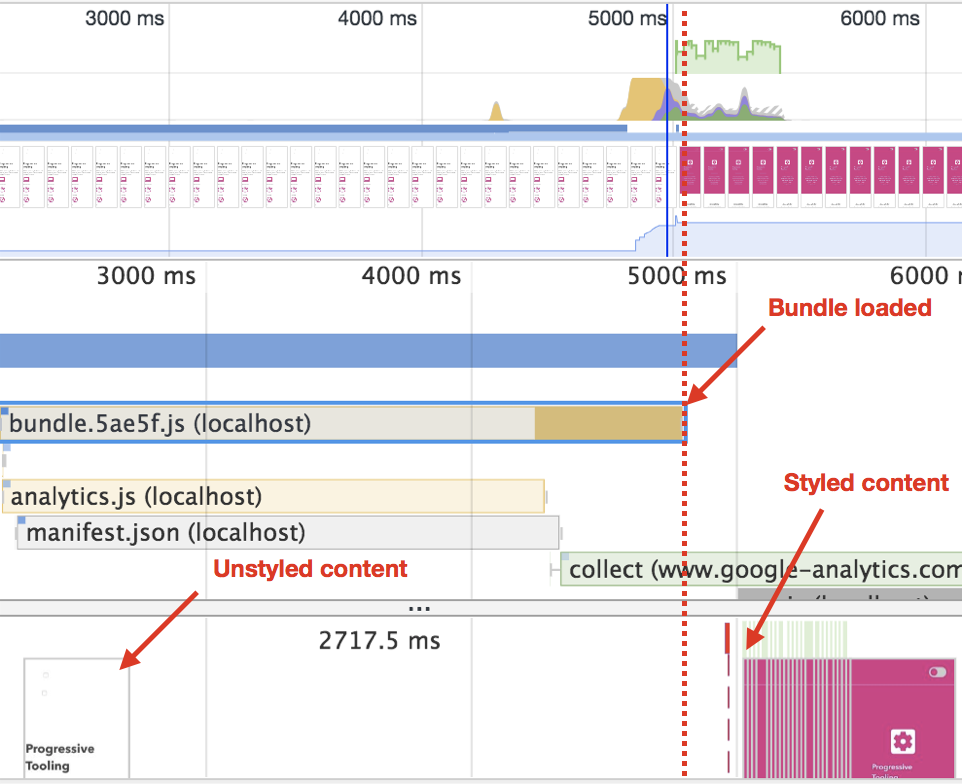 3000 ms
4000 ms
5000 ms
6000 ms
3000 ms
4000 ms
5000 ms
6000
Bundle loaded
bundle.5ae5f.js (localhost)
Styled content
analytics.js (localhost)
manifest.json (localhost)
Unstyled content
collect (www.google-analytics.com
...
2717.5 ms
Progressive
Tooling
Progressive
Tooling